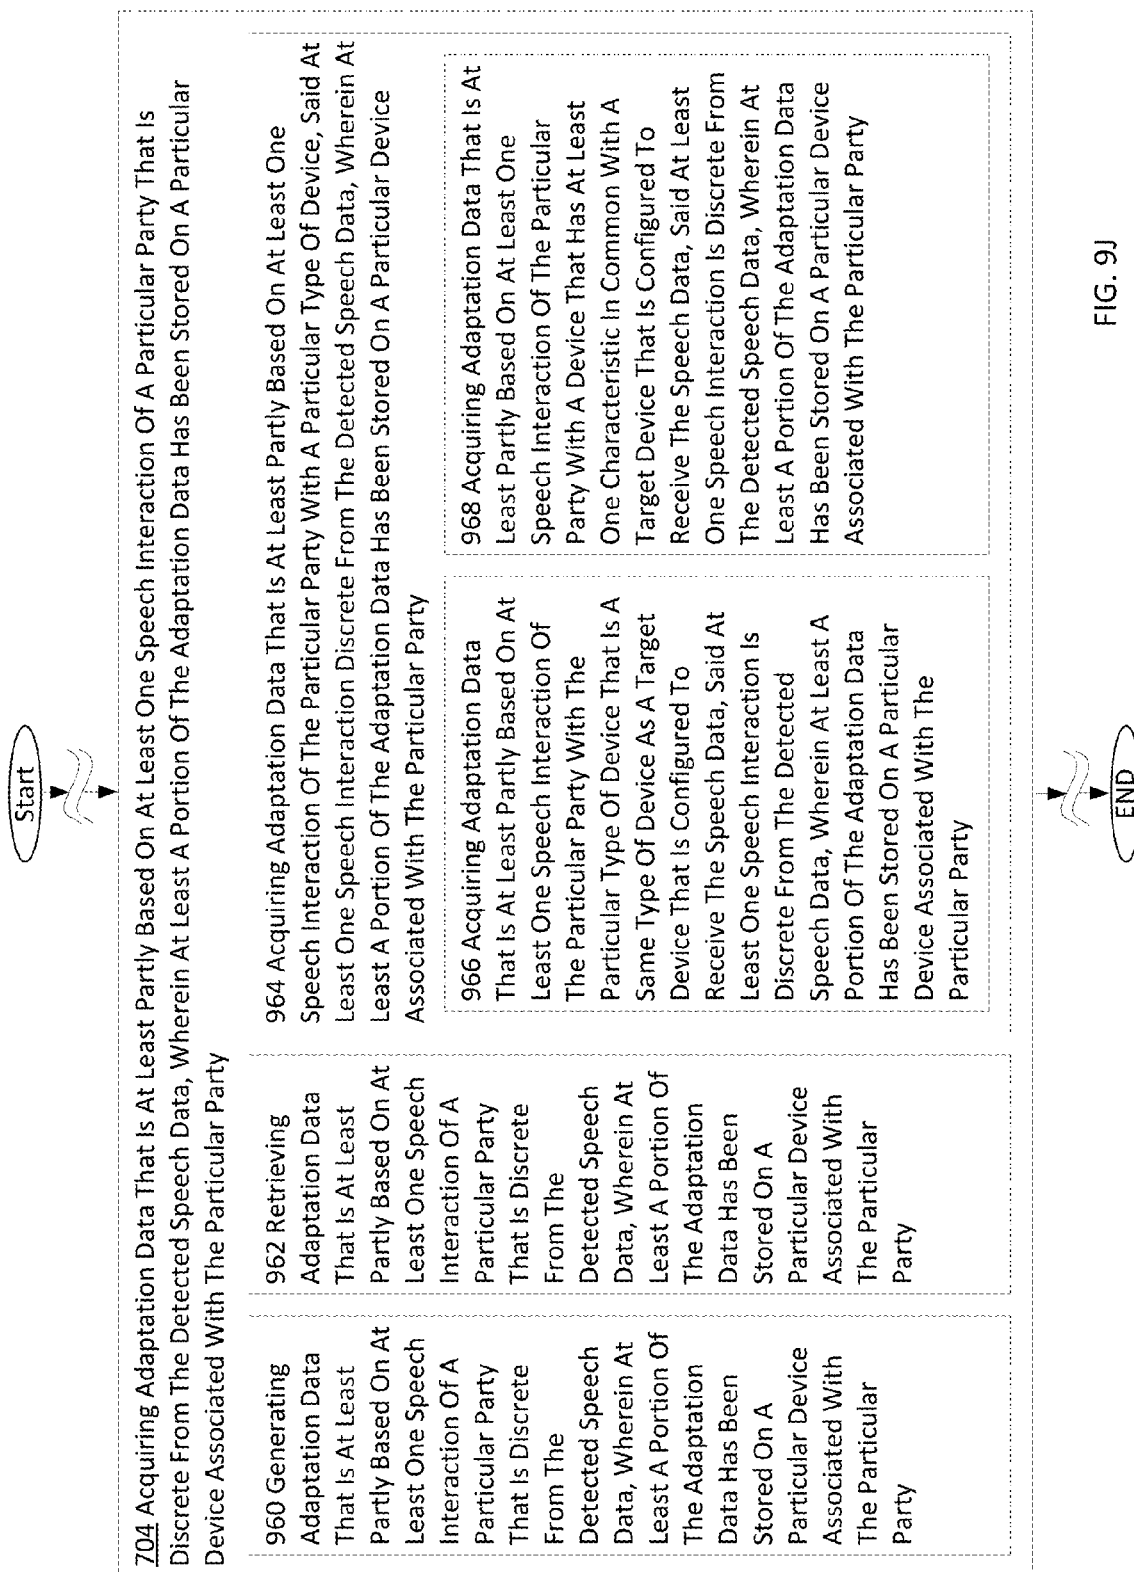 Start
704 Acquiring Adaptation Data That Is At Least Partly Based On At Least One Speech Interaction Of A Particular Party That Is
Discrete From The Detected Speech Data, Wherein At Least A Portion Of The Adaptation Data Has Been Stored On A Particular
Device Associated With The Particular Party
960 Generating
Adaptation Data
That Is At Least
Partly Based On At
Least One Speech
Interaction Of A
Particular Party
That Is Discrete
From The
Detected Speech
Data, Wherein At
Least A Portion Of
The Adaptation
Data Has Been
Stored On A
Particular Device
Associated With
The Particular
Party
962 Retrieving
Adaptation Data
That Is At Least
Partly Based On At
Least One Speech
Interaction Of A
Particular Party
That Is Discrete
From The
Detected Speech
Data, Wherein At
Least A Portion Of
The Adaptation
Data Has Been
Stored On A
Particular Device
Associated With
The Particular
Party
964 Acquiring Adaptation Data That Is At Least Partly Based On At Least One
Speech Interaction Of The Particular Party With A Particular Type Of Device, Said At
Least One Speech Interaction Discrete From The Detected Speech Data, Wherein At
Least A Portion Of The Adaptation Data Has Been Stored On A Particular Device
Associated With The Particular Party
966 Acquiring Adaptation Data
That Is At Least Partly Based On At
Least One Speech Interaction Of
The Particular Party With The
Particular Type Of Device That Is A
Same Type Of Device As A Target
Device That Is Configured To
Receive The Speech Data, Said At
Least One Speech Interaction Is
Discrete From The Detected
Speech Data, Wherein At Least A
Portion Of The Adaptation Data
Has Been Stored On A Particular
Device Associated With The
Particular Party
968 Acquiring Adaptation Data That Is At
Least Partly Based On At Least One
Speech Interaction Of The Particular
Party With A Device That Has At Least
One Characteristic In Common With A
Target Device That Is Configured To
Receive The Speech Data, Said At Least
One Speech Interaction Is Discrete From
The Detected Speech Data, Wherein At
Least A Portion Of The Adaptation Data
Has Been Stored On A Particular Device
Associated With The Particular Party
END
FIG. 9J